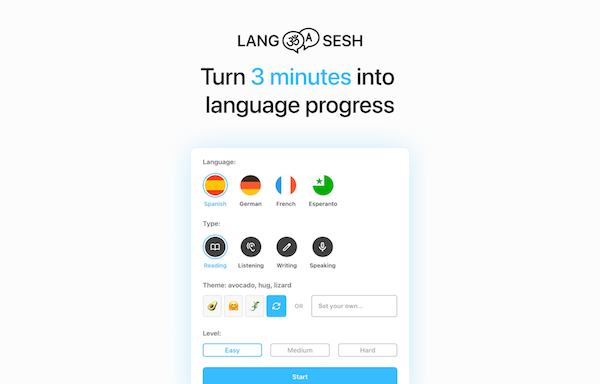 LANG ॐ A SESH
Turn 3 minutes into
language progress
Language:
Spanish German French Esperanto
Type:
Reading Listening Writing Speaking
Theme: avocado, hug, lizard
OR Set your own...
Level:
Easy Medium Hard
Start